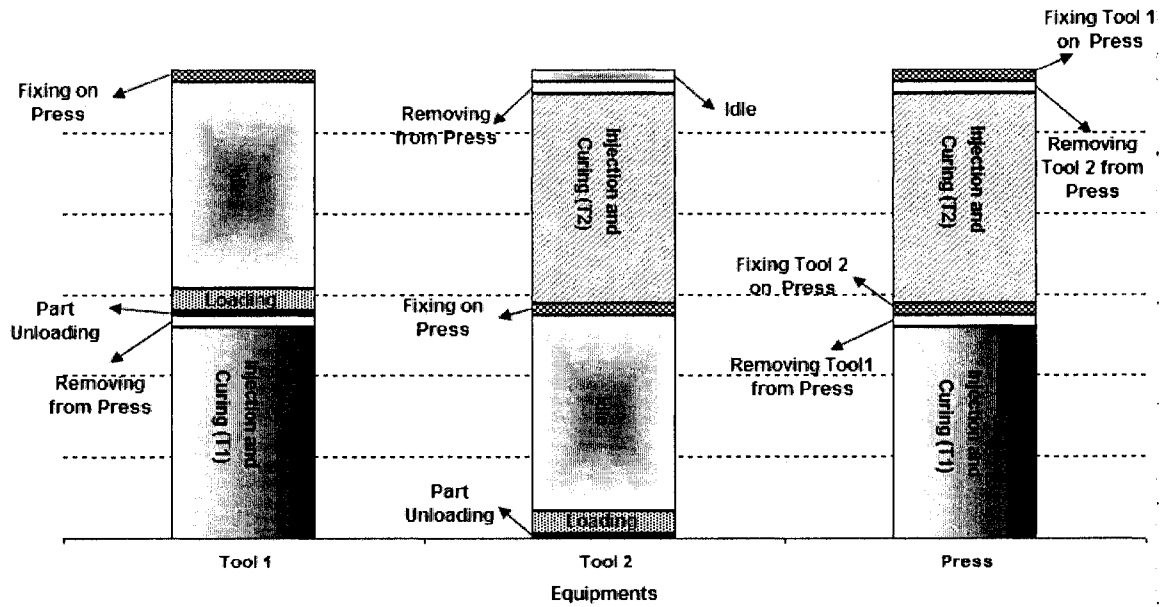 Fixing Tool 1
on Press
Fixing on
Press
Removing
from Press
Idle
Injection and
Curing (T2)
Injection and
Curing (T2)
Removing
Tool 2 from
Press
Fixing Tool 2
on Press
Loading
Part
Unloading
Fixing on
Press
Removing
from Press
Removing Tool1
from Press
Injection and
Curing (T1)
Injection and
Curing (T1)
Part
Unloading
Loading
Tool 1
Tool 2
Press
Equipments